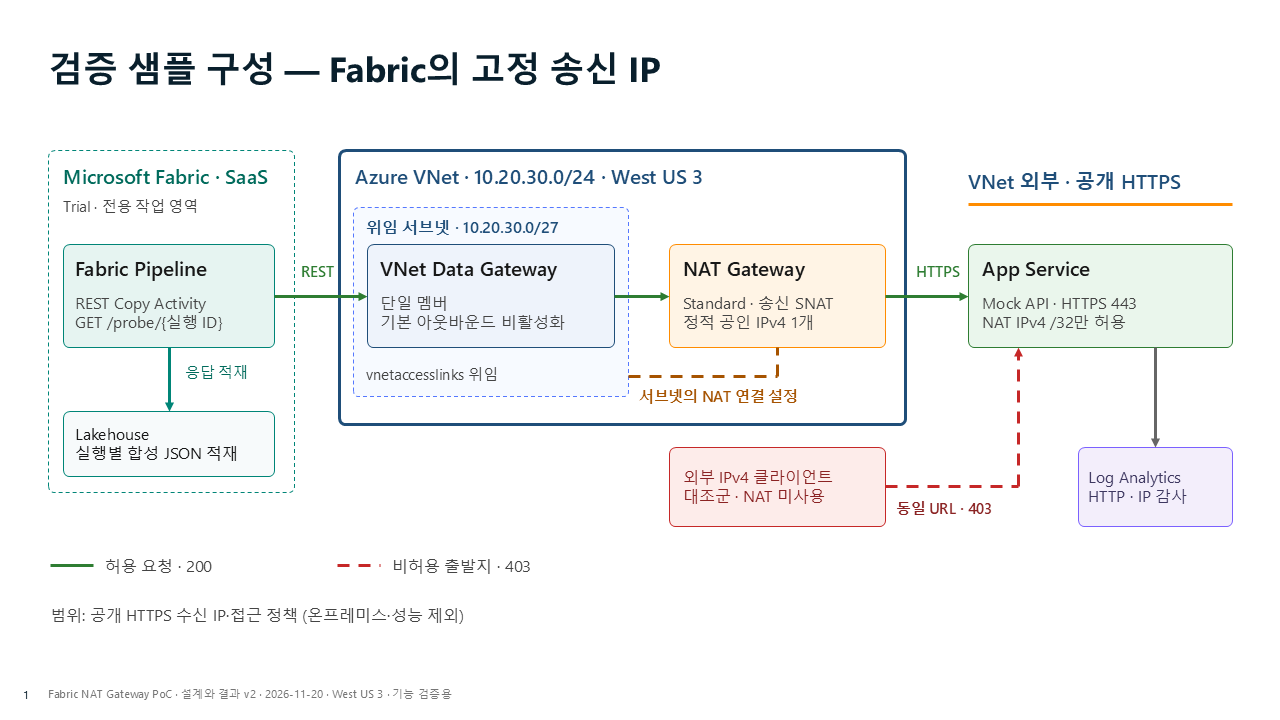 검증 샘플 구성 — Fabric의 고정 송신 IP
Microsoft Fabric · SaaS
Trial · 전용 작업 영역
Fabric Pipeline
REST Copy Activity
GET /probe/{실행 ID}
응답 적재
Lakehouse
실행별 합성 JSON 적재
REST
Azure VNet · 10.20.30.0/24 · West US 3
위임 서브넷 · 10.20.30.0/27
VNet Data Gateway
단일 멤버
기본 아웃바운드 비활성화
vnetaccesslinks 위임
NAT Gateway
Standard · 송신 SNAT
정적 공인 IPv4 1개
서브넷의 NAT 연결 설정
HTTPS
VNet 외부 · 공개 HTTPS
App Service
Mock API · HTTPS 443
NAT IPv4 /32만 허용
외부 IPv4 클라이언트
대조군 · NAT 미사용
동일 URL · 403
Log Analytics
HTTP · IP 감사
허용 요청 · 200
비허용 출발지 · 403
범위: 공개 HTTPS 수신 IP·접근 정책 (온프레미스·성능 제외)
1
Fabric NAT Gateway PoC · 설계와 결과 v2 · 2026-11-20 · West US 3 · 기능 검증용